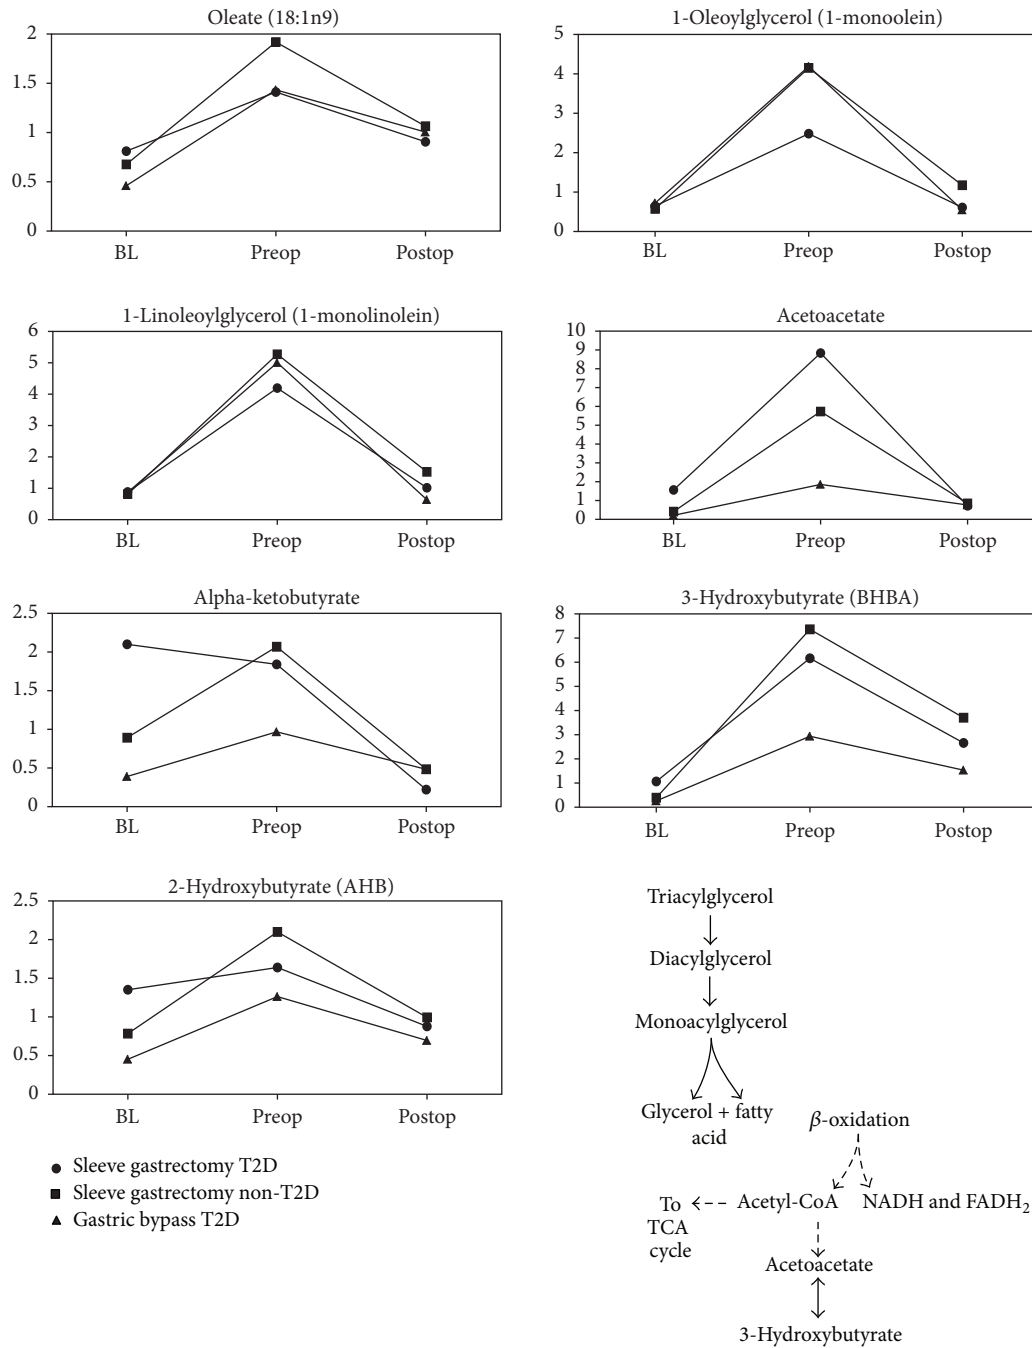 Oleate (18:1n9)
2
1.5
1
0.5
0
BL Preop Postop
1-Oleoylglycerol (1-monoolein)
5
4
3
2
1
0
BL Preop Postop
1-Linoleoylglycerol (1-monolinolein)
6
5
4
3
2
1
0
BL Preop Postop
Acetoacetate
10
9
8
7
6
5
4
3
2
1
0
BL Preop Postop
Alpha-ketobutyrate
2.5
2
1.5
1
0.5
0
BL Preop Postop
3-Hydroxybutyrate (BHBA)
8
7
6
5
4
3
2
1
0
BL Preop Postop
2-Hydroxybutyrate (AHB)
2.5
2
1.5
1
0.5
0
BL Preop Postop
Sleeve gastrectomy T2D
Sleeve gastrectomy non-T2D
Gastric bypass T2D
Triacylglycerol
Diacylglycerol
Monoacylglycerol
Glycerol + fatty
acid
β-oxidation
To
TCA
cycle
Acetyl-CoA
NADH and FADH₂
Acetoacetate
3-Hydroxybutyrate